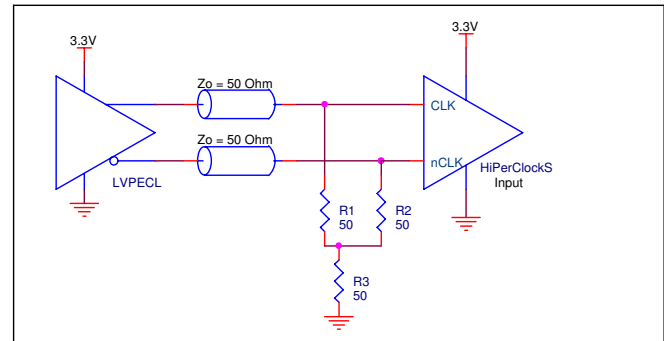 3.3V
3.3V
Zo = 50 Ohm
CLK
Zo = 50 Ohm
nCLK
HiPerClockS
Input
LVPECL
R1
50
R2
50
R3
50